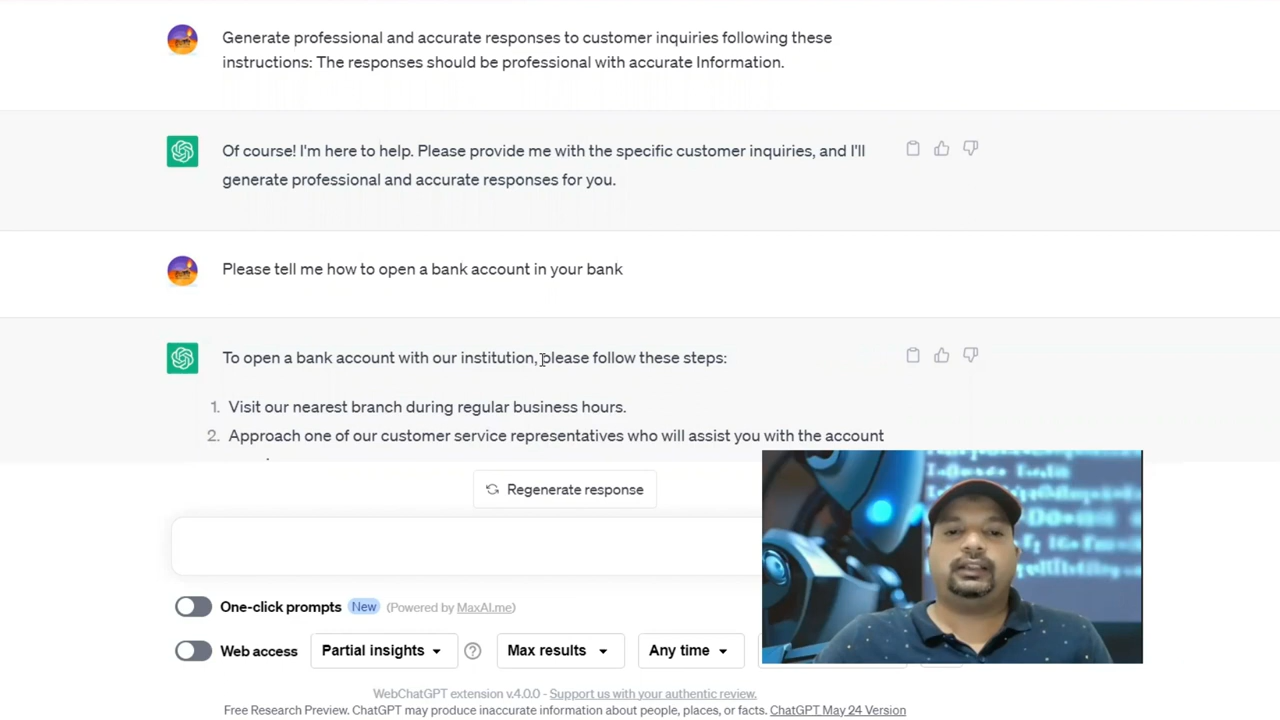 Generate professional and accurate responses to customer inquiries following these
instructions: The responses should be professional with accurate Information.
Of course! I'm here to help. Please provide me with the specific customer inquiries, and I'll
generate professional and accurate responses for you.
Please tell me how to open a bank account in your bank
To open a bank account with our institution, please follow these steps:
1. Visit our nearest branch during regular business hours.
2. Approach one of our customer service representatives who will assist you with the account
Regenerate response
One-click prompts New (Powered by MaxAI.me)
Web access Partial insights ? Max results Any time
WebChatGPT extension v.4.0.0 - Support us with your authentic review.
Free Research Preview. ChatGPT may produce inaccurate information about people, places, or facts. ChatGPT May 24 Version